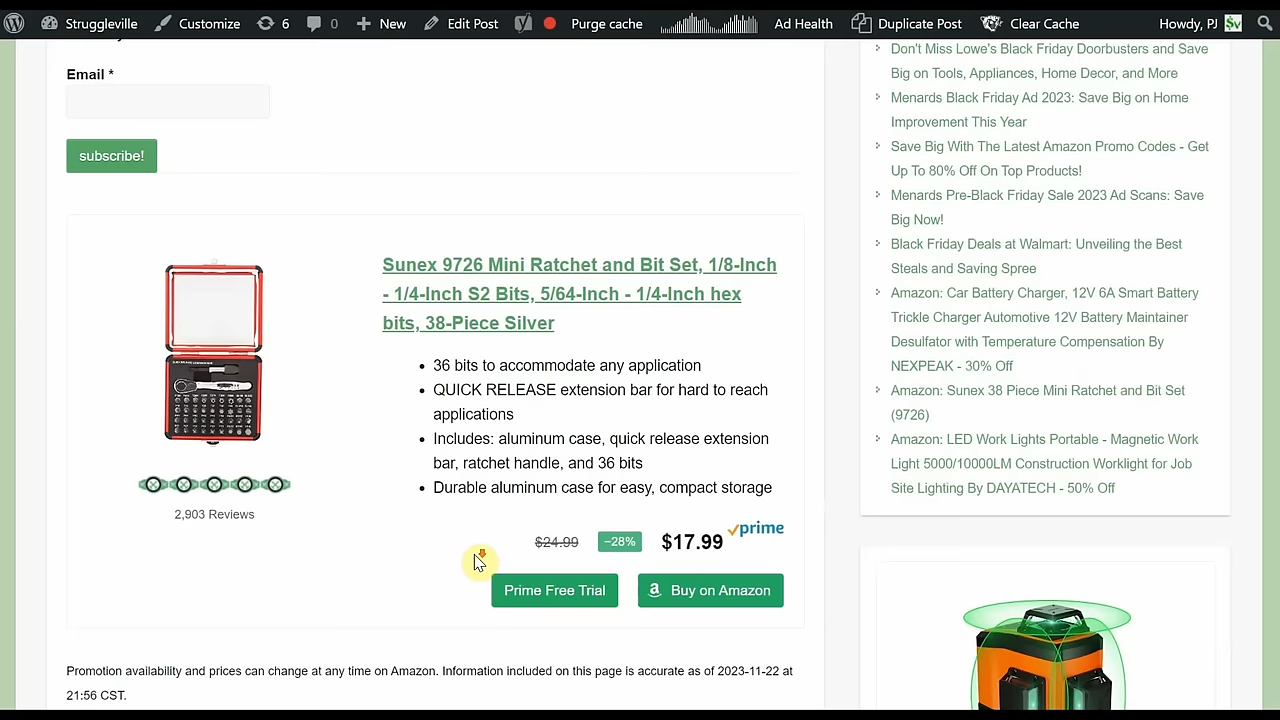 Struggleville Customize 6 0 New Edit Post Purge cache Ad Health Duplicate Post Clear Cache Howdy, PJ
Email *
subscribe!
Sunex 9726 Mini Ratchet and Bit Set, 1/8-Inch
- 1/4-Inch S2 Bits, 5/64-Inch - 1/4-Inch hex
bits, 38-Piece Silver
36 bits to accommodate any application
QUICK RELEASE extension bar for hard to reach
applications
Includes: aluminum case, quick release extension
bar, ratchet handle, and 36 bits
Durable aluminum case for easy, compact storage
2,903 Reviews
$24.99 −28% $17.99 prime
Prime Free Trial Buy on Amazon
Promotion availability and prices can change at any time on Amazon. Information included on this page is accurate as of 2023-11-22 at
21:56 CST.
Don't Miss Lowe's Black Friday Doorbusters and Save
Big on Tools, Appliances, Home Decor, and More
Menards Black Friday Ad 2023: Save Big on Home
Improvement This Year
Save Big With The Latest Amazon Promo Codes - Get
Up To 80% Off On Top Products!
Menards Pre-Black Friday Sale 2023 Ad Scans: Save
Big Now!
Black Friday Deals at Walmart: Unveiling the Best
Steals and Saving Spree
Amazon: Car Battery Charger, 12V 6A Smart Battery
Trickle Charger Automotive 12V Battery Maintainer
Desulfator with Temperature Compensation By
NEXPEAK - 30% Off
Amazon: Sunex 38 Piece Mini Ratchet and Bit Set
(9726)
Amazon: LED Work Lights Portable - Magnetic Work
Light 5000/10000LM Construction Worklight for Job
Site Lighting By DAYATECH - 50% Off